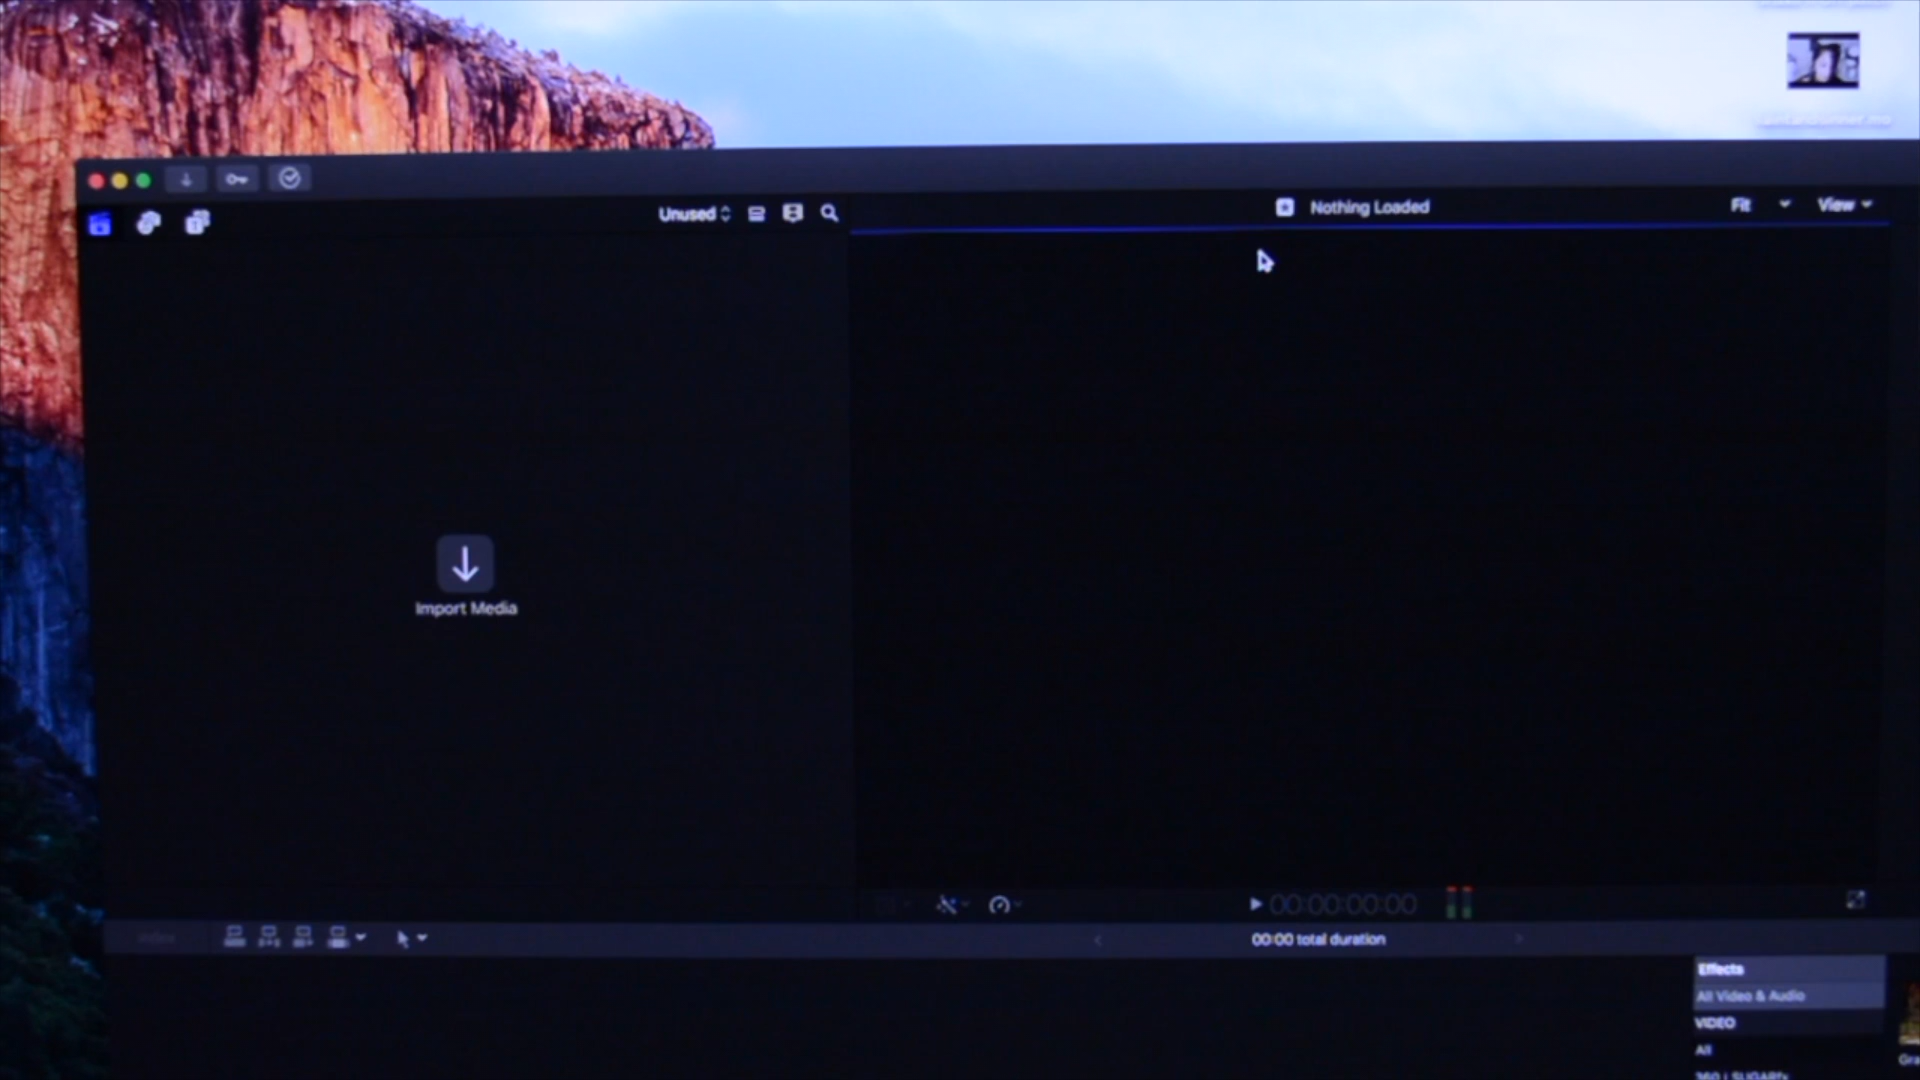 Unused
Nothing Loaded
Fit
View
Import Media
00:00:00:00
00:00 total duration
Effects
All Video & Audio
VIDEO
All